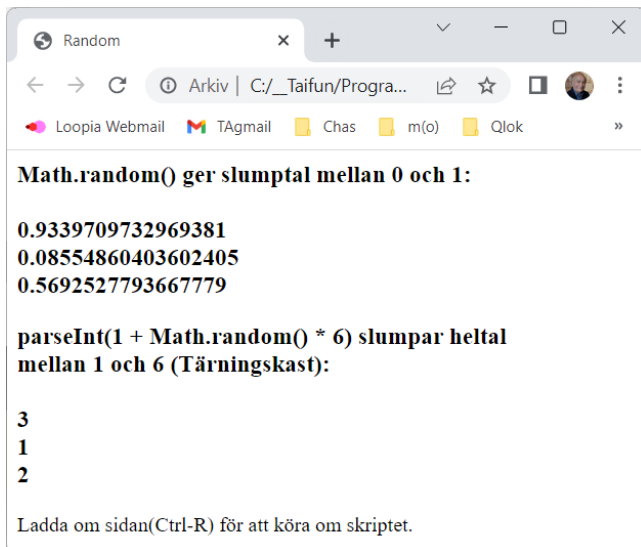 Random
Arkiv | C:/__Taifun/Progra...
Loopia Webmail TAgmail Chas m(o) Qlok »
Math.random() ger slumptal mellan 0 och 1:
0.9339709732969381
0.08554860403602405
0.5692527793667779
parseInt(1 + Math.random() * 6) slumpar heltal
mellan 1 och 6 (Tärningskast):
3
1
2
Ladda om sidan(Ctrl-R) för att köra om skriptet.